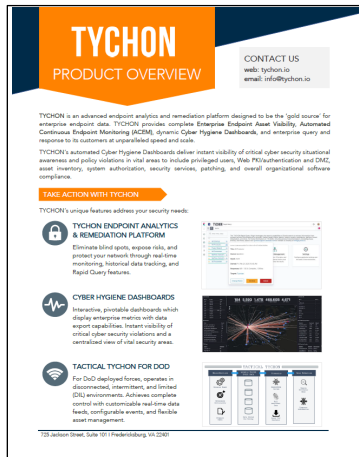 TYCHON
PRODUCT OVERVIEW
CONTACT US
web: tychon.io
email: info@tychon.io
TYCHON is an advanced endpoint analytics and remediation platform designed to be the 'gold source' for
enterprise endpoint data. TYCHON provides complete Enterprise Endpoint Asset Visibility, Automated
Continuous Endpoint Monitoring (ACEM), dynamic Cyber Hygiene Dashboards, and enterprise query and
response to its customers at unparalleled speed and scale.
TYCHON's automated Cyber Hygiene Dashboards deliver instant visibility of critical cyber security situational
awareness and policy violations in vital areas to include privileged users, Web PKI/authentication and DMZ,
asset inventory, system authorization, security services, patching, and overall organizational software
compliance.
TAKE ACTION WITH TYCHON
TYCHON's unique features address your security needs:
TYCHON ENDPOINT ANALYTICS
& REMEDIATION PLATFORM
Eliminate blind spots, expose risks, and
protect your network through real-time
monitoring, historical data tracking, and
Rapid Query features.
CYBER HYGIENE DASHBOARDS
Interactive, pivotable dashboards which
display enterprise metrics with data
export capabilities. Instant visibility of
critical cyber security violations and a
centralized view of vital security areas.
TACTICAL TYCHON FOR DOD
For DoD deployed forces, operates in
disconnected, intermittent, and limited
(DIL) environments. Achieves complete
control with customizable real-time data
feeds, configurable events, and flexible
asset management.
TACTICAL TYCHON
725 Jackson Street, Suite 101 I Fredericksburg, VA 22401